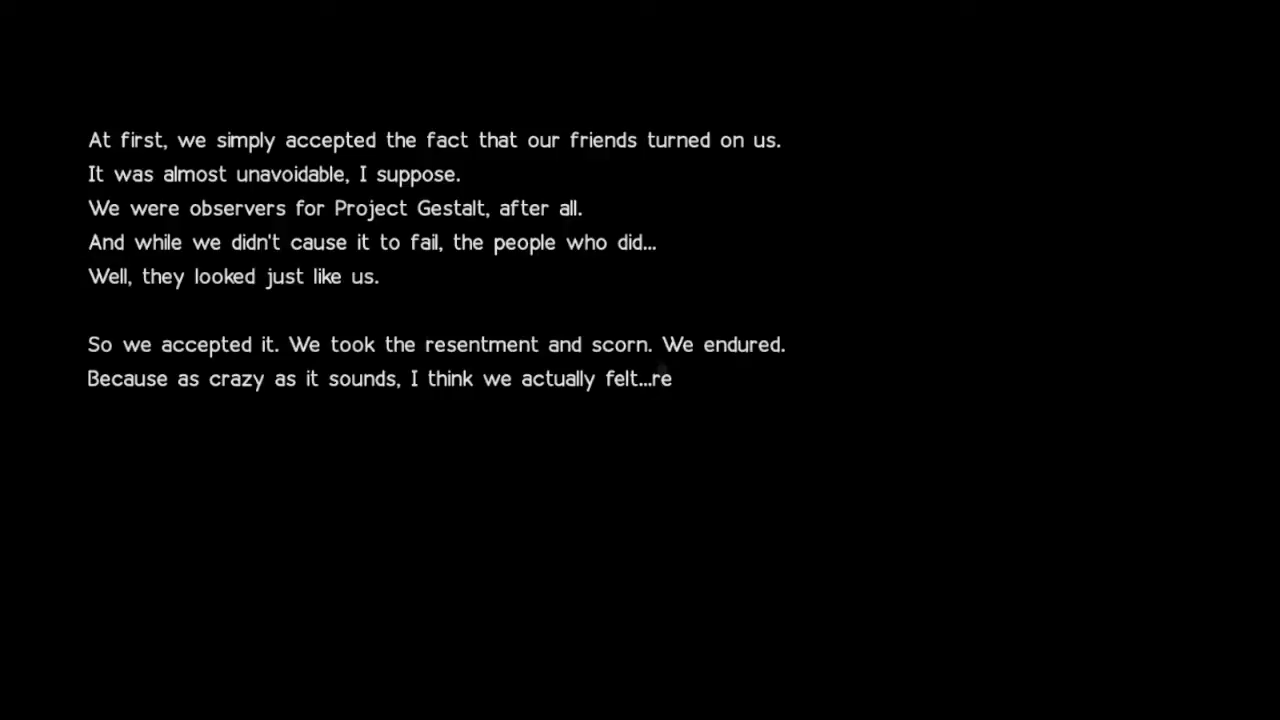 At first, we simply accepted the fact that our friends turned on us.
It was almost unavoidable, I suppose.
We were observers for Project Gestalt, after all.
And while we didn't cause it to fail, the people who did...
Well, they looked just like us.
So we accepted it. We took the resentment and scorn. We endured.
Because as crazy as it sounds, I think we actually felt...re